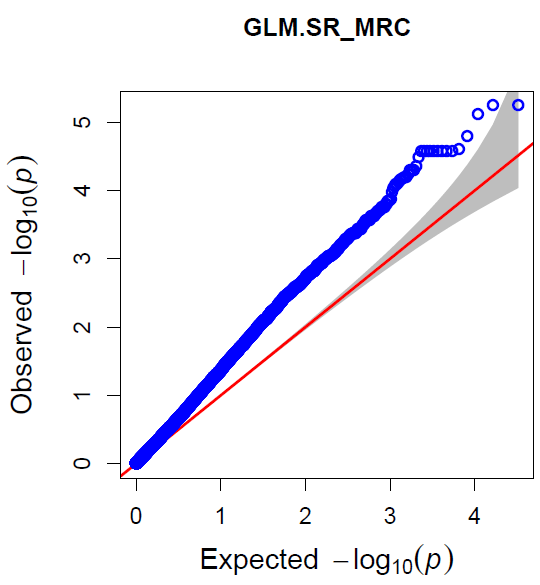 GLM.SR_MRC
Observed −log10(p)
5
4
3
2
1
0
0 1 2 3 4
Expected −log10(p)